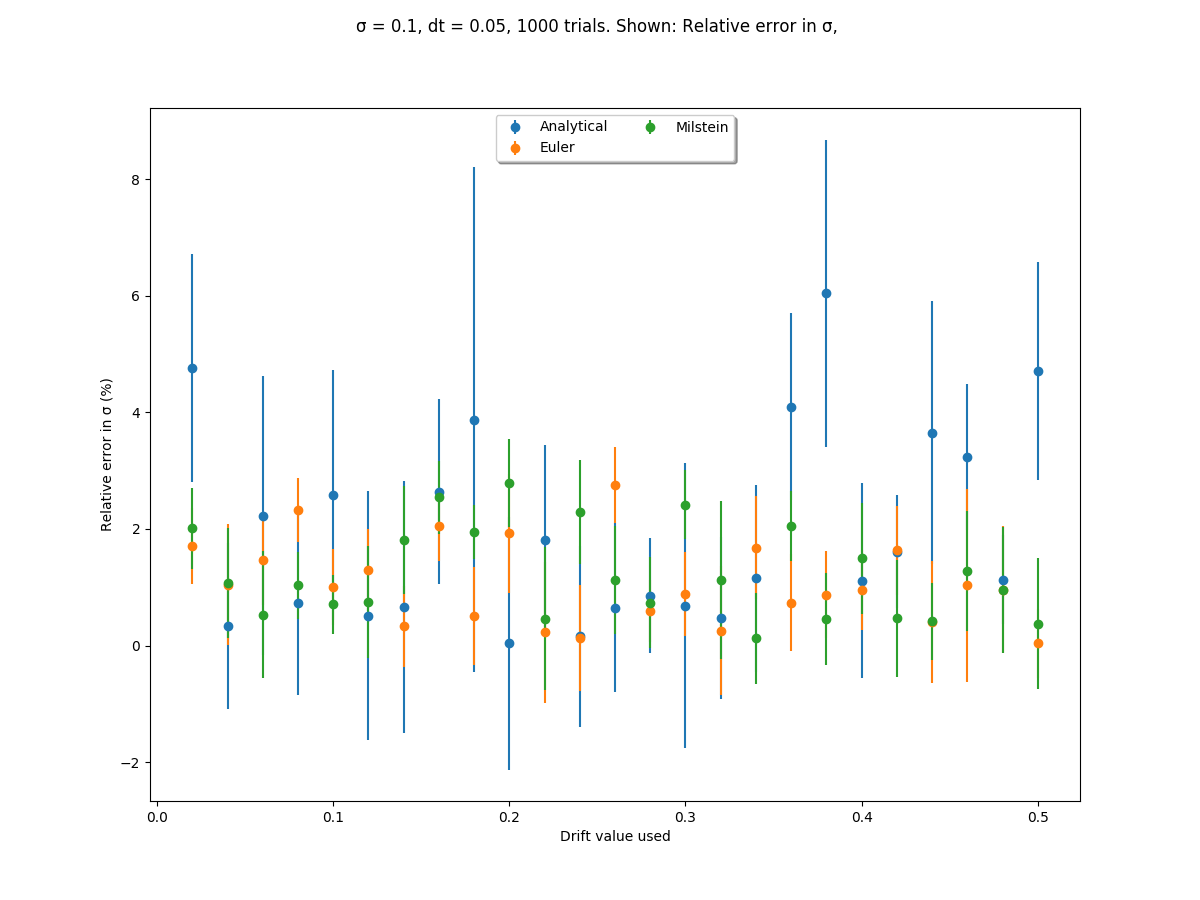 σ = 0.1, dt = 0.05, 1000 trials. Shown: Relative error in σ,
Analytical
Euler
Milstein
Relative error in σ (%)
8
6
4
2
0
−2
0.0
0.1
0.2
0.3
0.4
0.5
Drift value used